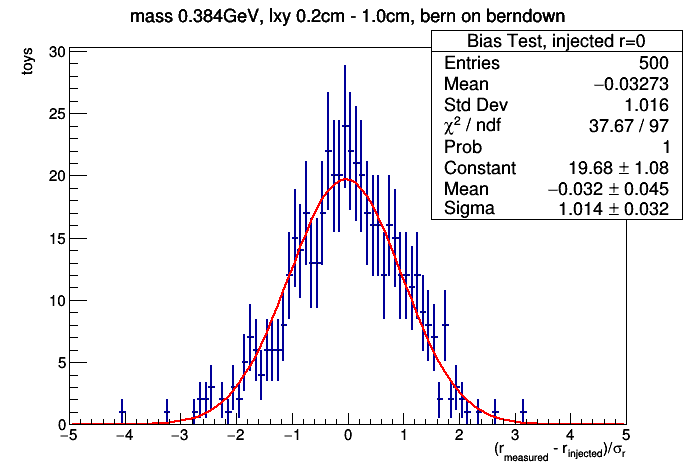 mass 0.384GeV, lxy 0.2cm - 1.0cm, bern on berndown
Bias Test, injected r=0
Entries 500
Mean −0.03273
Std Dev 1.016
χ² / ndf 37.67 / 97
Prob 1
Constant 19.68 ± 1.08
Mean −0.032 ± 0.045
Sigma 1.014 ± 0.032
toys
30
25
20
15
10
5
0
−5 −4 −3 −2 −1 0 1 2 3 4 5
(r_measured - r_injected)/σ_r